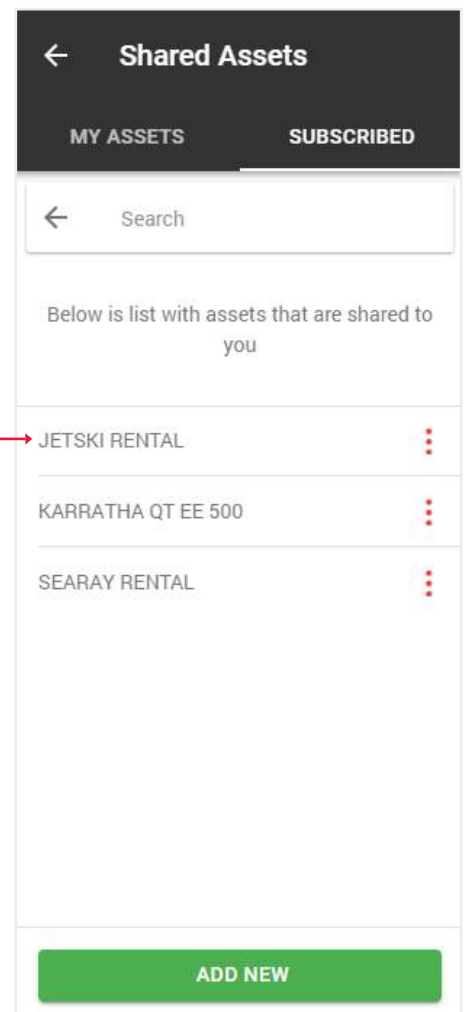 Shared Assets
MY ASSETS SUBSCRIBED
Search
Below is list with assets that are shared to
you
JETSKI RENTAL
KARRATHA QT EE 500
SEARAY RENTAL
ADD NEW